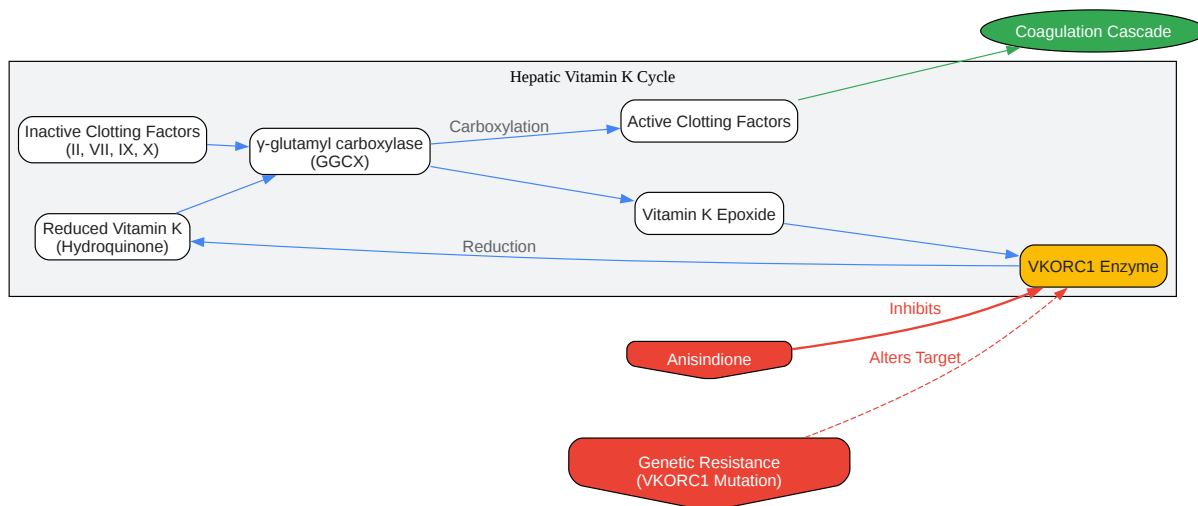 Coagulation Cascade
Hepatic Vitamin K Cycle
Inactive Clotting Factors
(II, VII, IX, X)
γ-glutamyl carboxylase
(GGCX)
Carboxylation
Active Clotting Factors
Reduced Vitamin K
(Hydroquinone)
Vitamin K Epoxide
Reduction
VKORC1 Enzyme
Inhibits
Anisindione
Alters Target
Genetic Resistance
(VKORC1 Mutation)